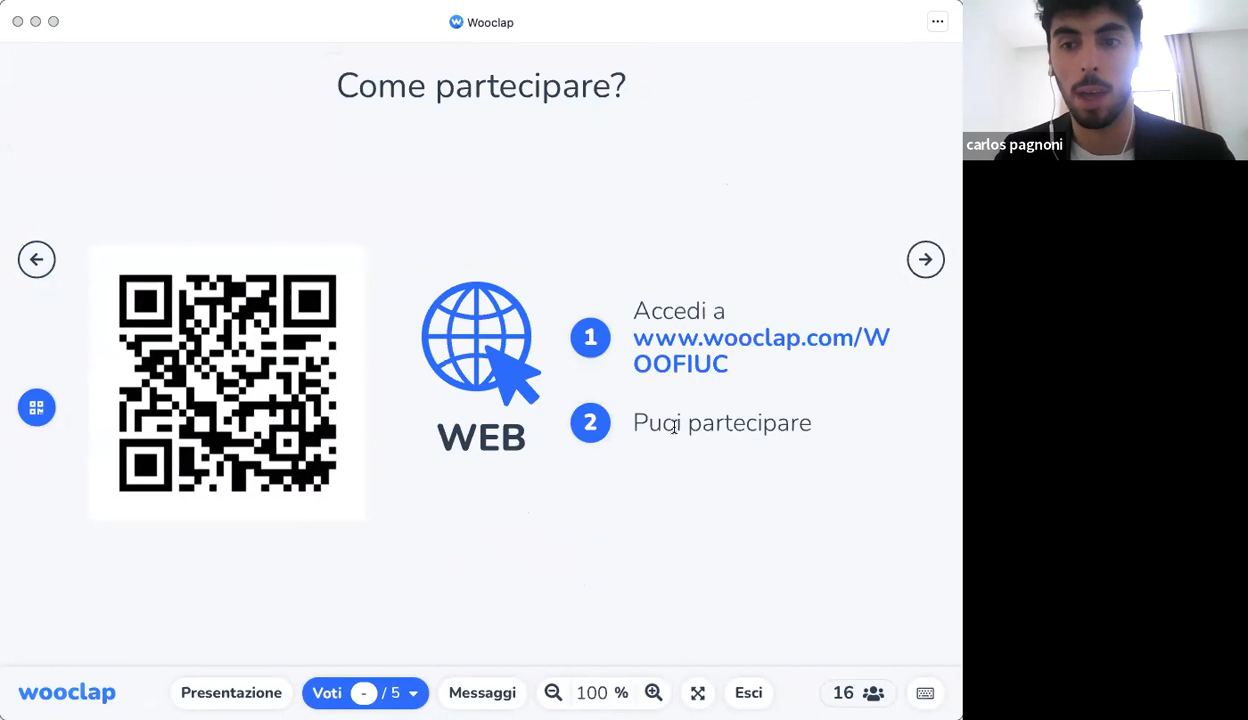 Wooclap
Come partecipare?
carlos pagnoni
1
Accedi a
www.wooclap.com/W
OOFIUC
WEB
2
Puoi partecipare
wooclap
Presentazione
Voti - / 5
Messaggi
100 %
Esci
16